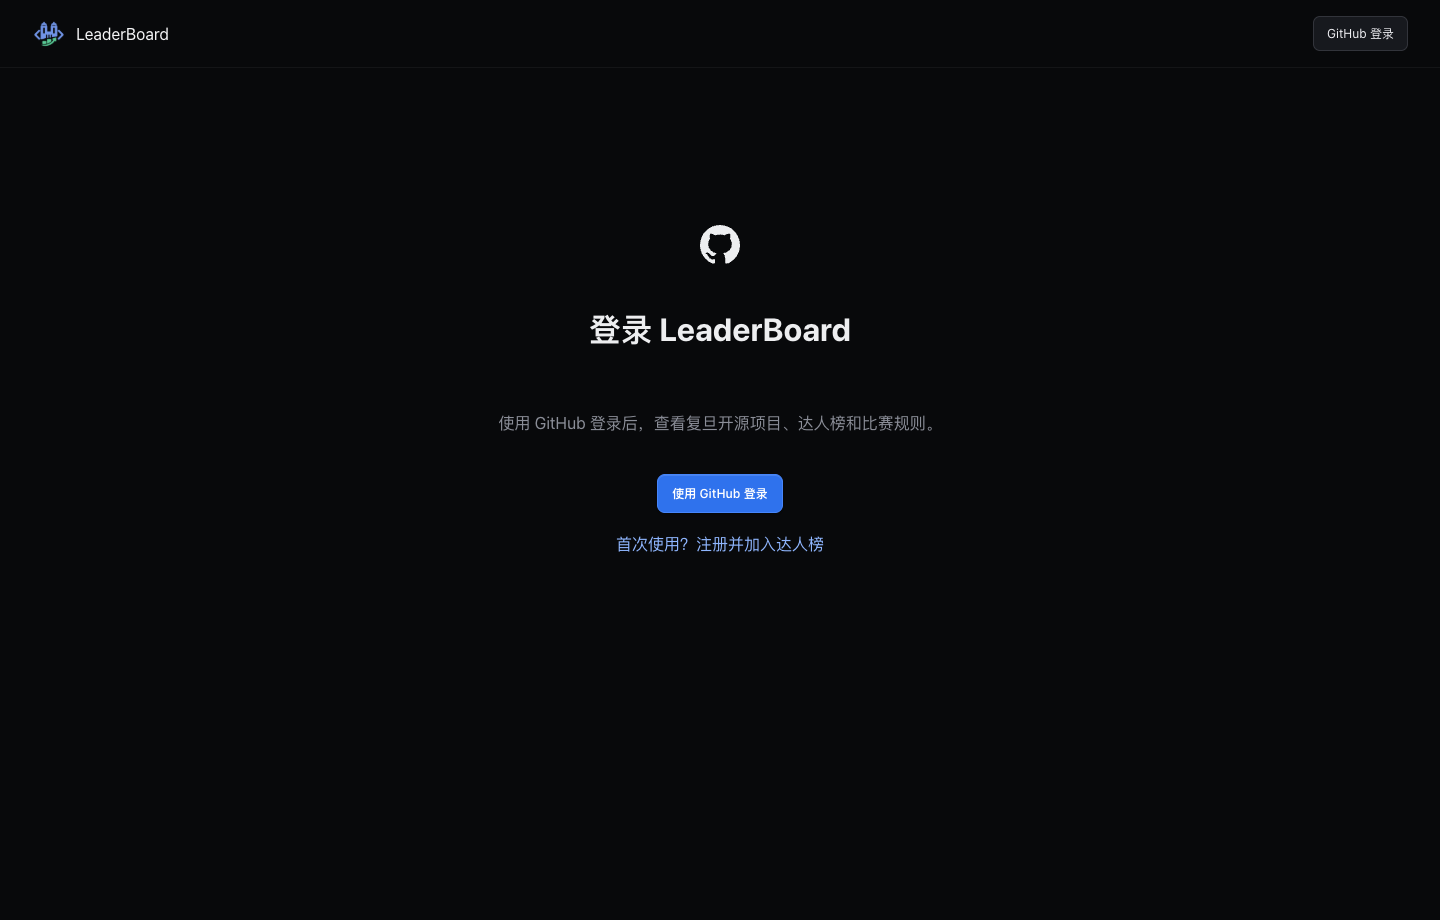 LeaderBoard
GitHub 登录
登录 LeaderBoard
使用 GitHub 登录后，查看复旦开源项目、达人榜和比赛规则。
使用 GitHub 登录
首次使用？注册并加入达人榜